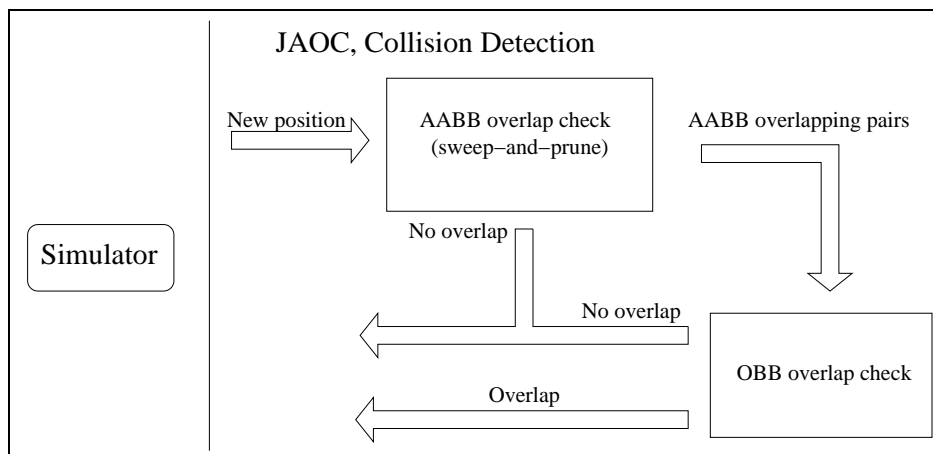 JAOC, Collision Detection
New position
AABB overlap check
(sweep−and−prune)
AABB overlapping pairs
No overlap
Simulator
No overlap
OBB overlap check
Overlap